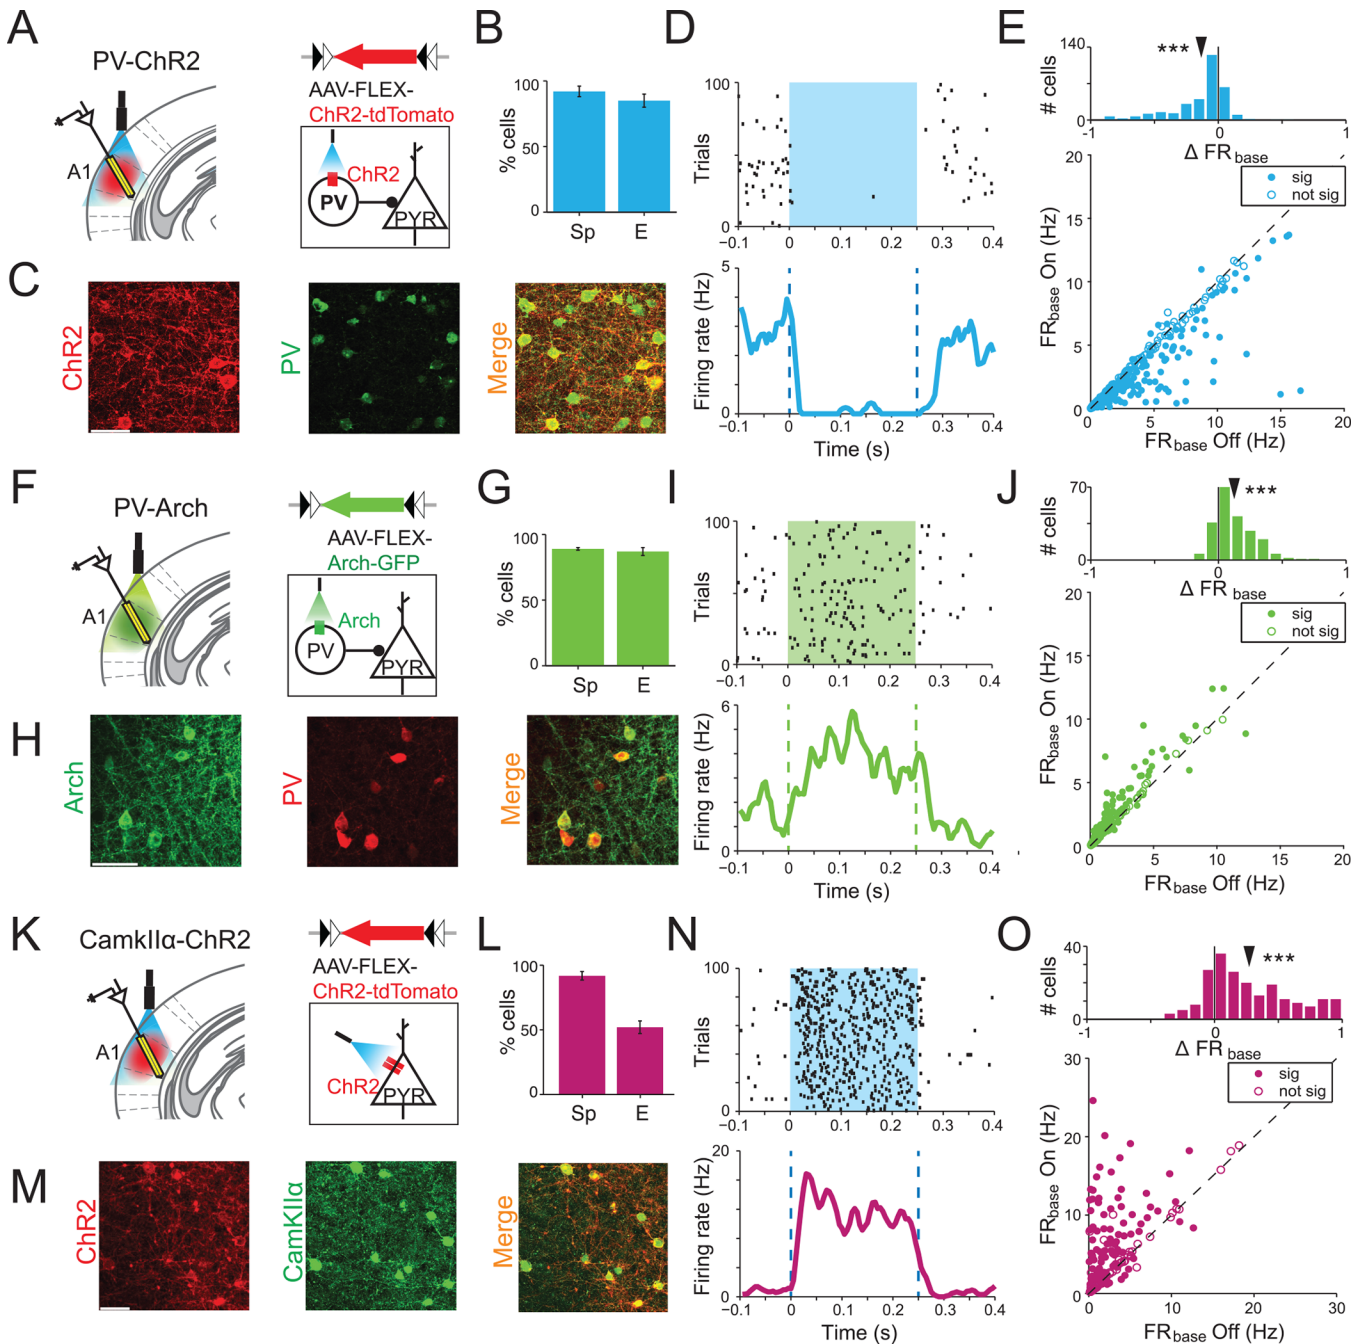 A
PV-ChR2
A1
AAV-FLEX-
ChR2-tdTomato
ChR2
PV
PYR
B
% cells
100
50
0
Sp E
C
ChR2
PV
Merge
D
Trials
100
50
0
−0.1 0 0.1 0.2 0.3 0.4
Firing rate (Hz)
5
0
−0.1 0 0.1 0.2 0.3 0.4
Time (s)
E
# cells
140
0
***
-1 0 1
Δ FRbase
sig
not sig
FRbase On (Hz)
20
15
10
5
0
0 5 10 15 20
FRbase Off (Hz)
F
PV-Arch
A1
AAV-FLEX-
Arch-GFP
Arch
PV
PYR
G
% cells
100
50
0
Sp E
H
Arch
PV
Merge
I
Trials
100
50
0
−0.1 0 0.1 0.2 0.3 0.4
Firing rate (Hz)
6
0
−0.1 0 0.1 0.2 0.3 0.4
Time (s)
J
# cells
70
0
***
-1 0 1
Δ FR base
sig
not sig
FRbase On (Hz)
20
15
10
5
0
0 5 10 15 20
FRbase Off (Hz)
K
CamkIIα-ChR2
A1
AAV-FLEX-
ChR2-tdTomato
ChR2
PYR
L
% cells
100
50
0
Sp E
M
ChR2
CamKIIα
Merge
N
Trials
100
50
0
−0.1 0 0.1 0.2 0.3 0.4
Firing rate (Hz)
20
10
0
−0.1 0 0.1 0.2 0.3 0.4
Time (s)
O
# cells
40
20
0
***
-1 0 1
Δ FR base
sig
not sig
FRbase On (Hz)
30
20
10
0
0 10 20 30
FRbase Off (Hz)